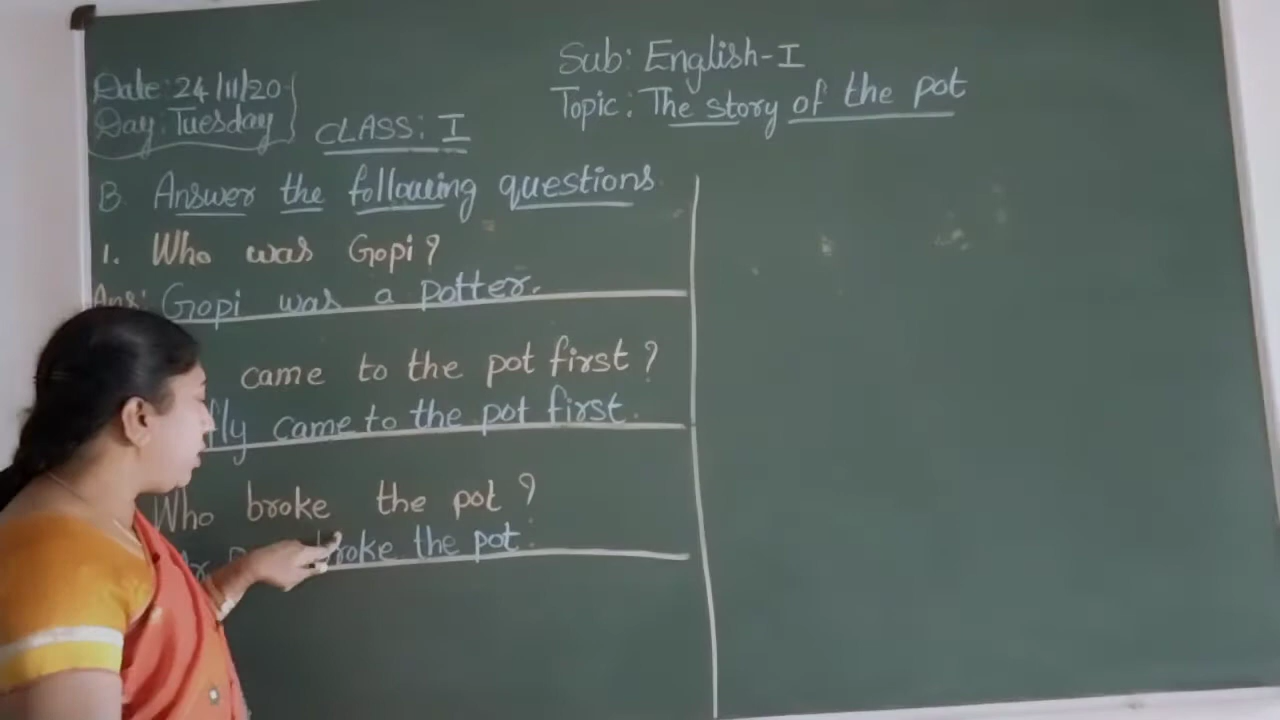 Date: 24/11/20
Day: Tuesday
CLASS: I
Sub: English-I
Topic: The story of the pot
B Answer the following questions
1. Who was Gopi?
Ans: Gopi was a potter.
came to the pot first?
fly came to the pot first.
Who broke the pot?
broke the pot.